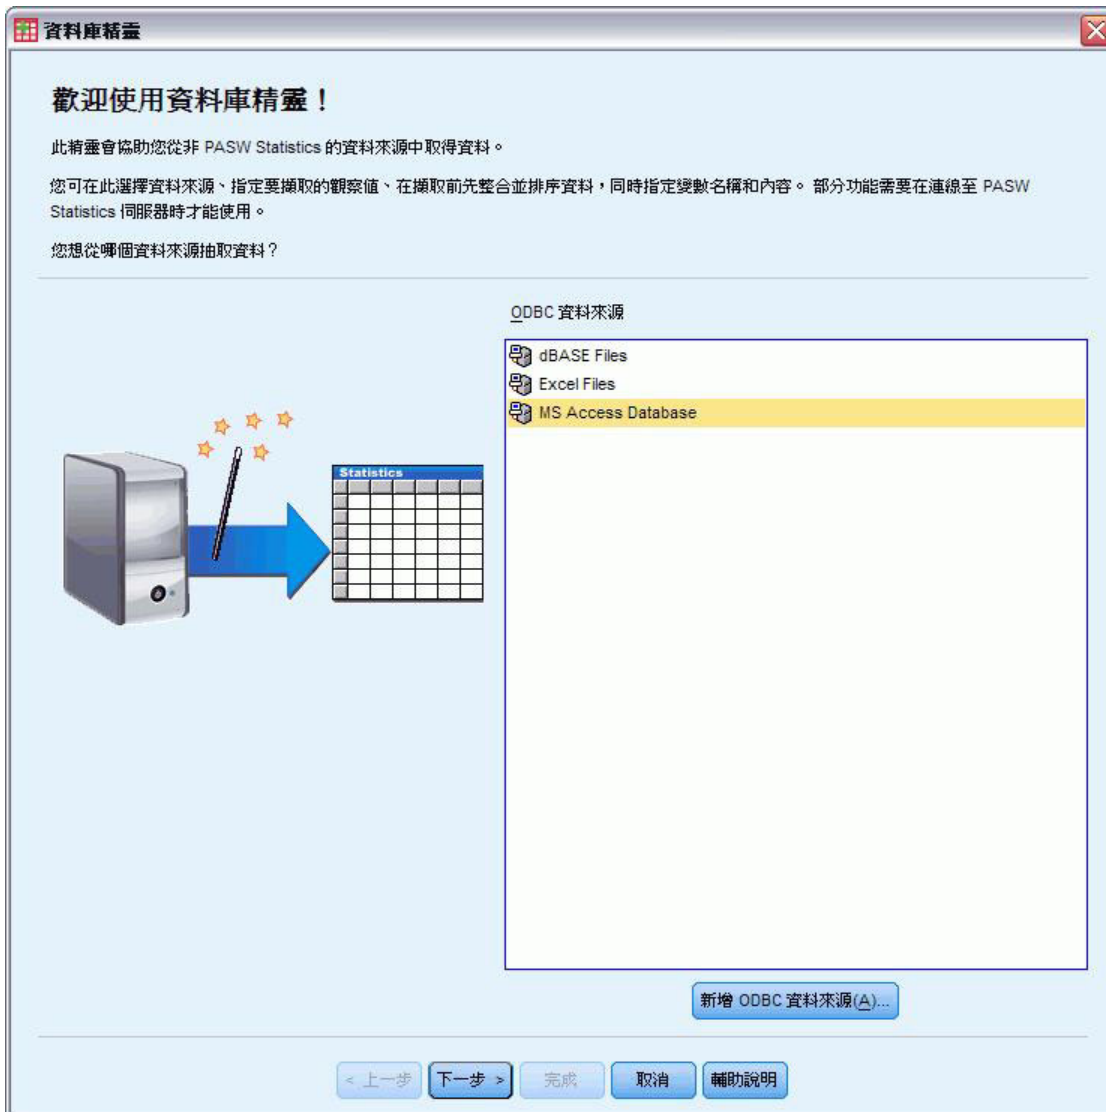 資料庫精靈
歡迎使用資料庫精靈！
此精靈會協助您從非 PASW Statistics 的資料來源中取得資料。
您可在此選擇資料來源、指定要擷取的觀察值、在擷取前先整合並排序資料，同時指定變數名稱和內容。 部分功能需要在連線至 PASW
Statistics 伺服器時才能使用。
您想從哪個資料來源抽取資料？
ODBC 資料來源
dBASE Files
Excel Files
MS Access Database
Statistics
新增 ODBC 資料來源(A)...
< 上一步
下一步 >
完成
取消
輔助說明